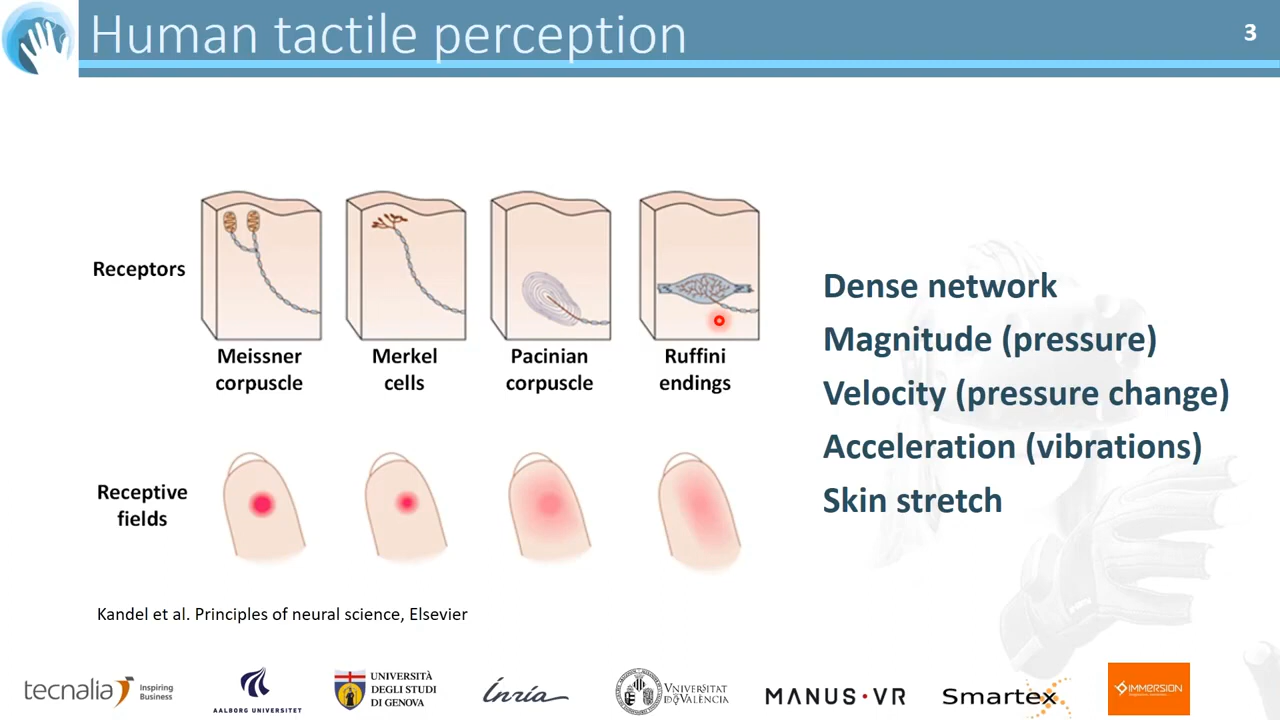 Human tactile perception
3
Receptors
Meissner
corpuscle
Merkel
cells
Pacinian
corpuscle
Ruffini
endings
Receptive
fields
Dense network
Magnitude (pressure)
Velocity (pressure change)
Acceleration (vibrations)
Skin stretch
Kandel et al. Principles of neural science, Elsevier
tecnalia Inspiring
Business
AALBORG UNIVERSITET
UNIVERSITÀ
DEGLI STUDI
DI GENOVA
Inria
VNIVERSITAT
DE VALÈNCIA
MANUS VR
Smartex
IMMERSION